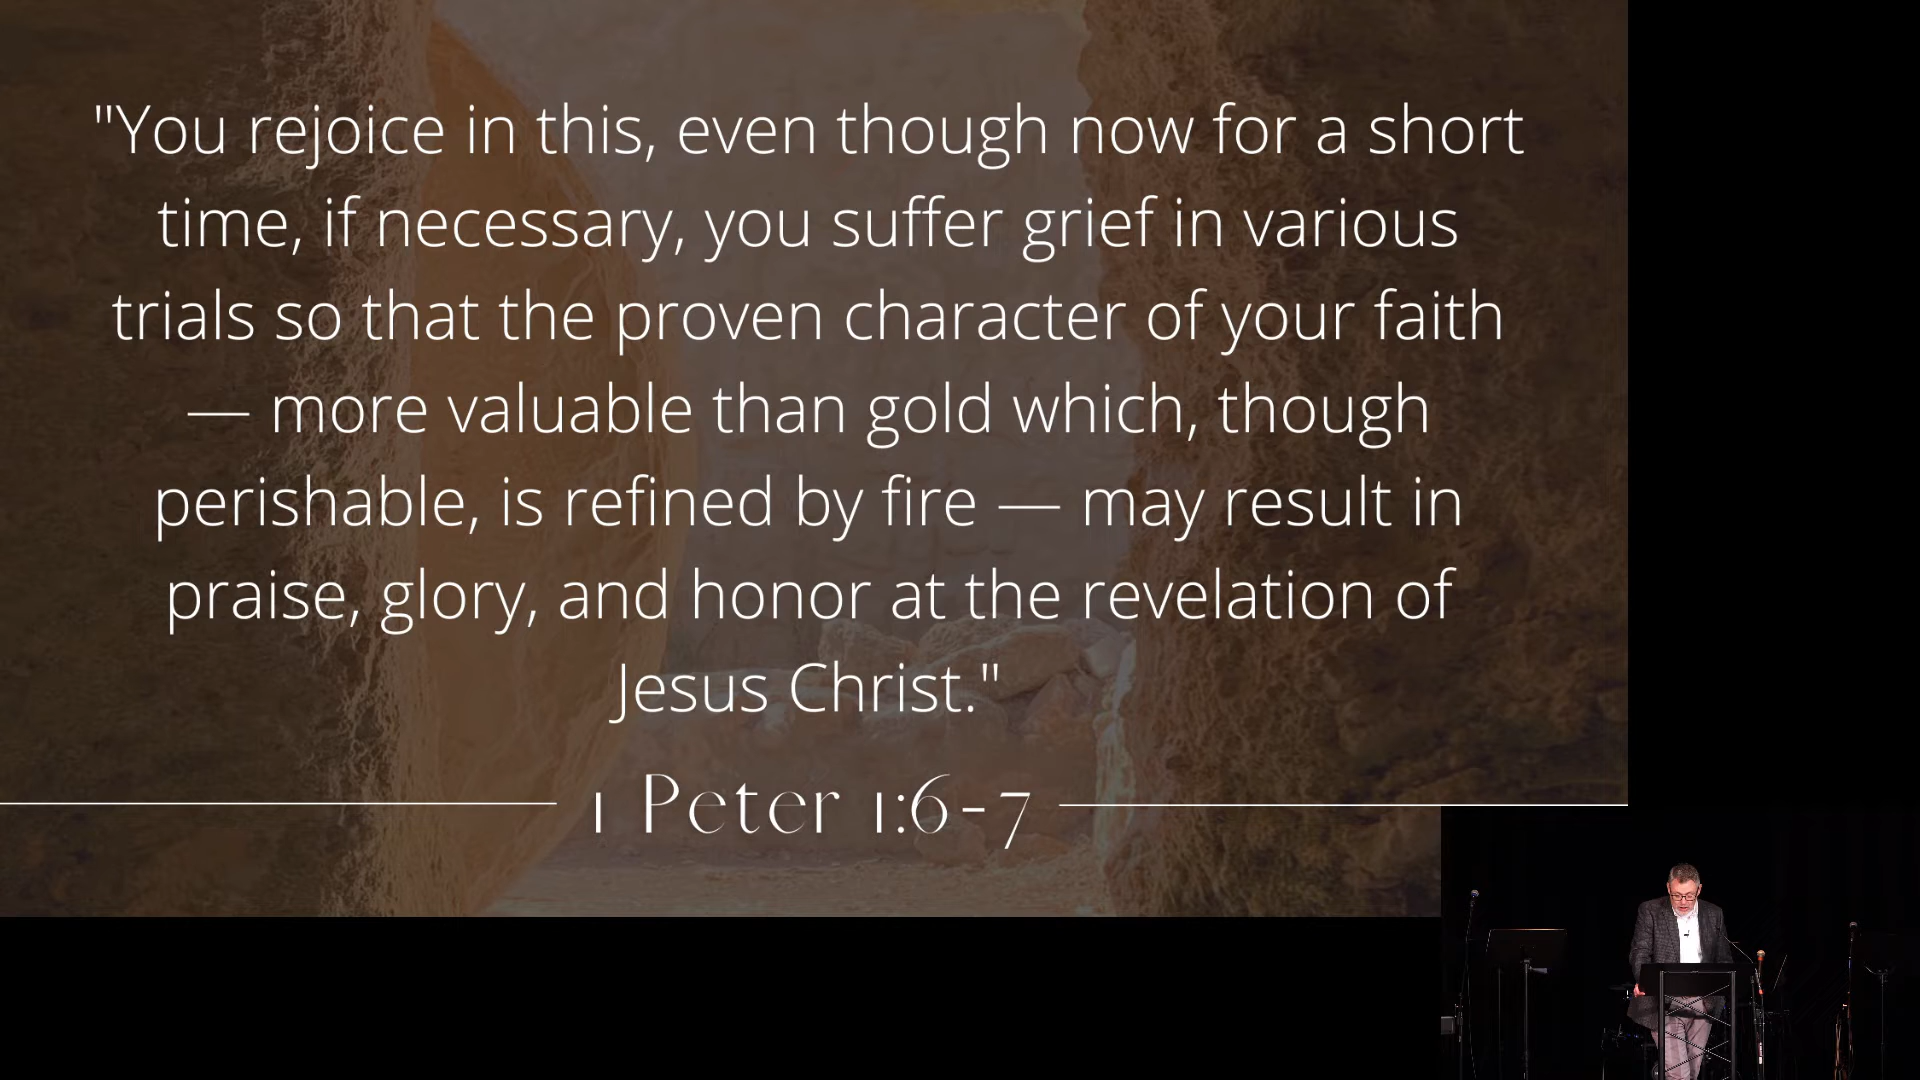 "You rejoice in this, even though now for a short
time, if necessary, you suffer grief in various
trials so that the proven character of your faith
— more valuable than gold which, though
perishable, is refined by fire — may result in
praise, glory, and honor at the revelation of
Jesus Christ."
1 Peter 1:6-7